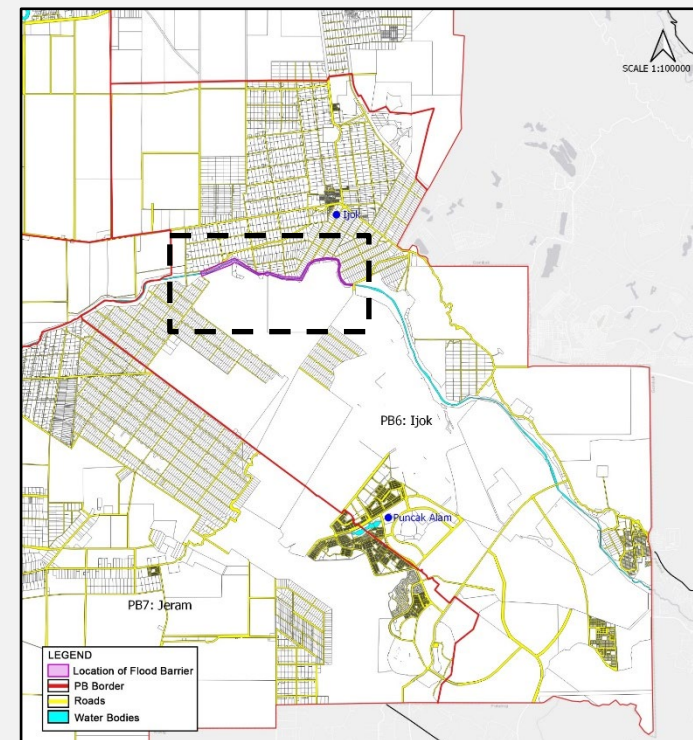 SCALE 1:100000
Ijok
PB6: Ijok
Puncak Alam
PB7: Jeram
LEGEND
Location of Flood Barrier
PB Border
Roads
Water Bodies